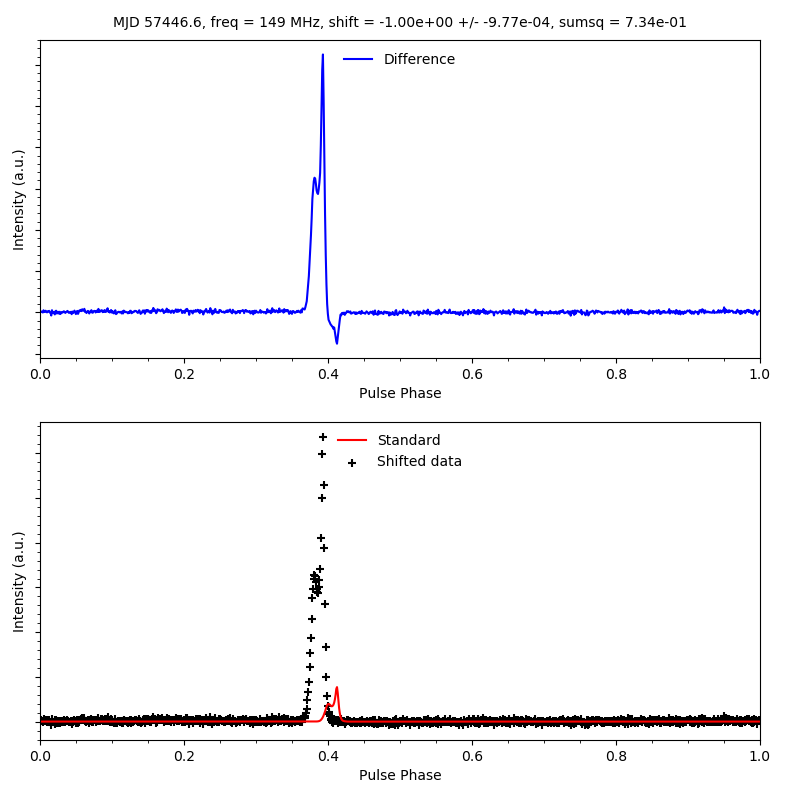 MJD 57446.6, freq = 149 MHz, shift = -1.00e+00 +/- -9.77e-04, sumsq = 7.34e-01
Difference
Intensity (a.u.)
0.0 0.2 0.4 0.6 0.8 1.0
Pulse Phase
Standard
Shifted data
Intensity (a.u.)
0.0 0.2 0.4 0.6 0.8 1.0
Pulse Phase